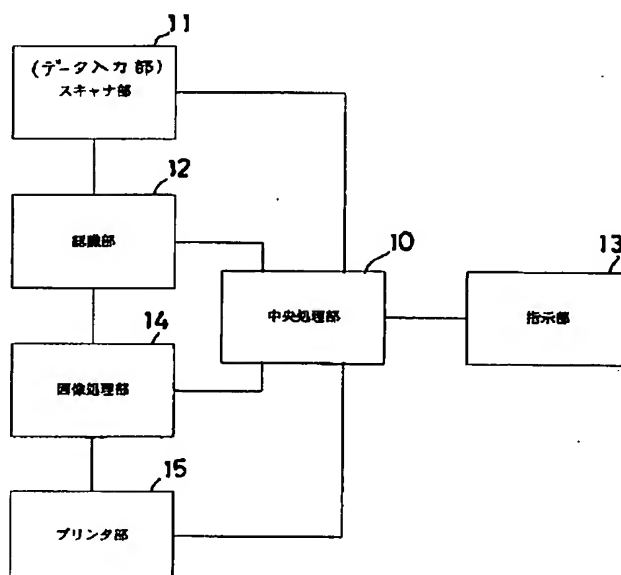 11
(データ入力部)
スキャナ部
12
認識部
10
中央処理部
13
指示部
14
画像処理部
15
プリンタ部